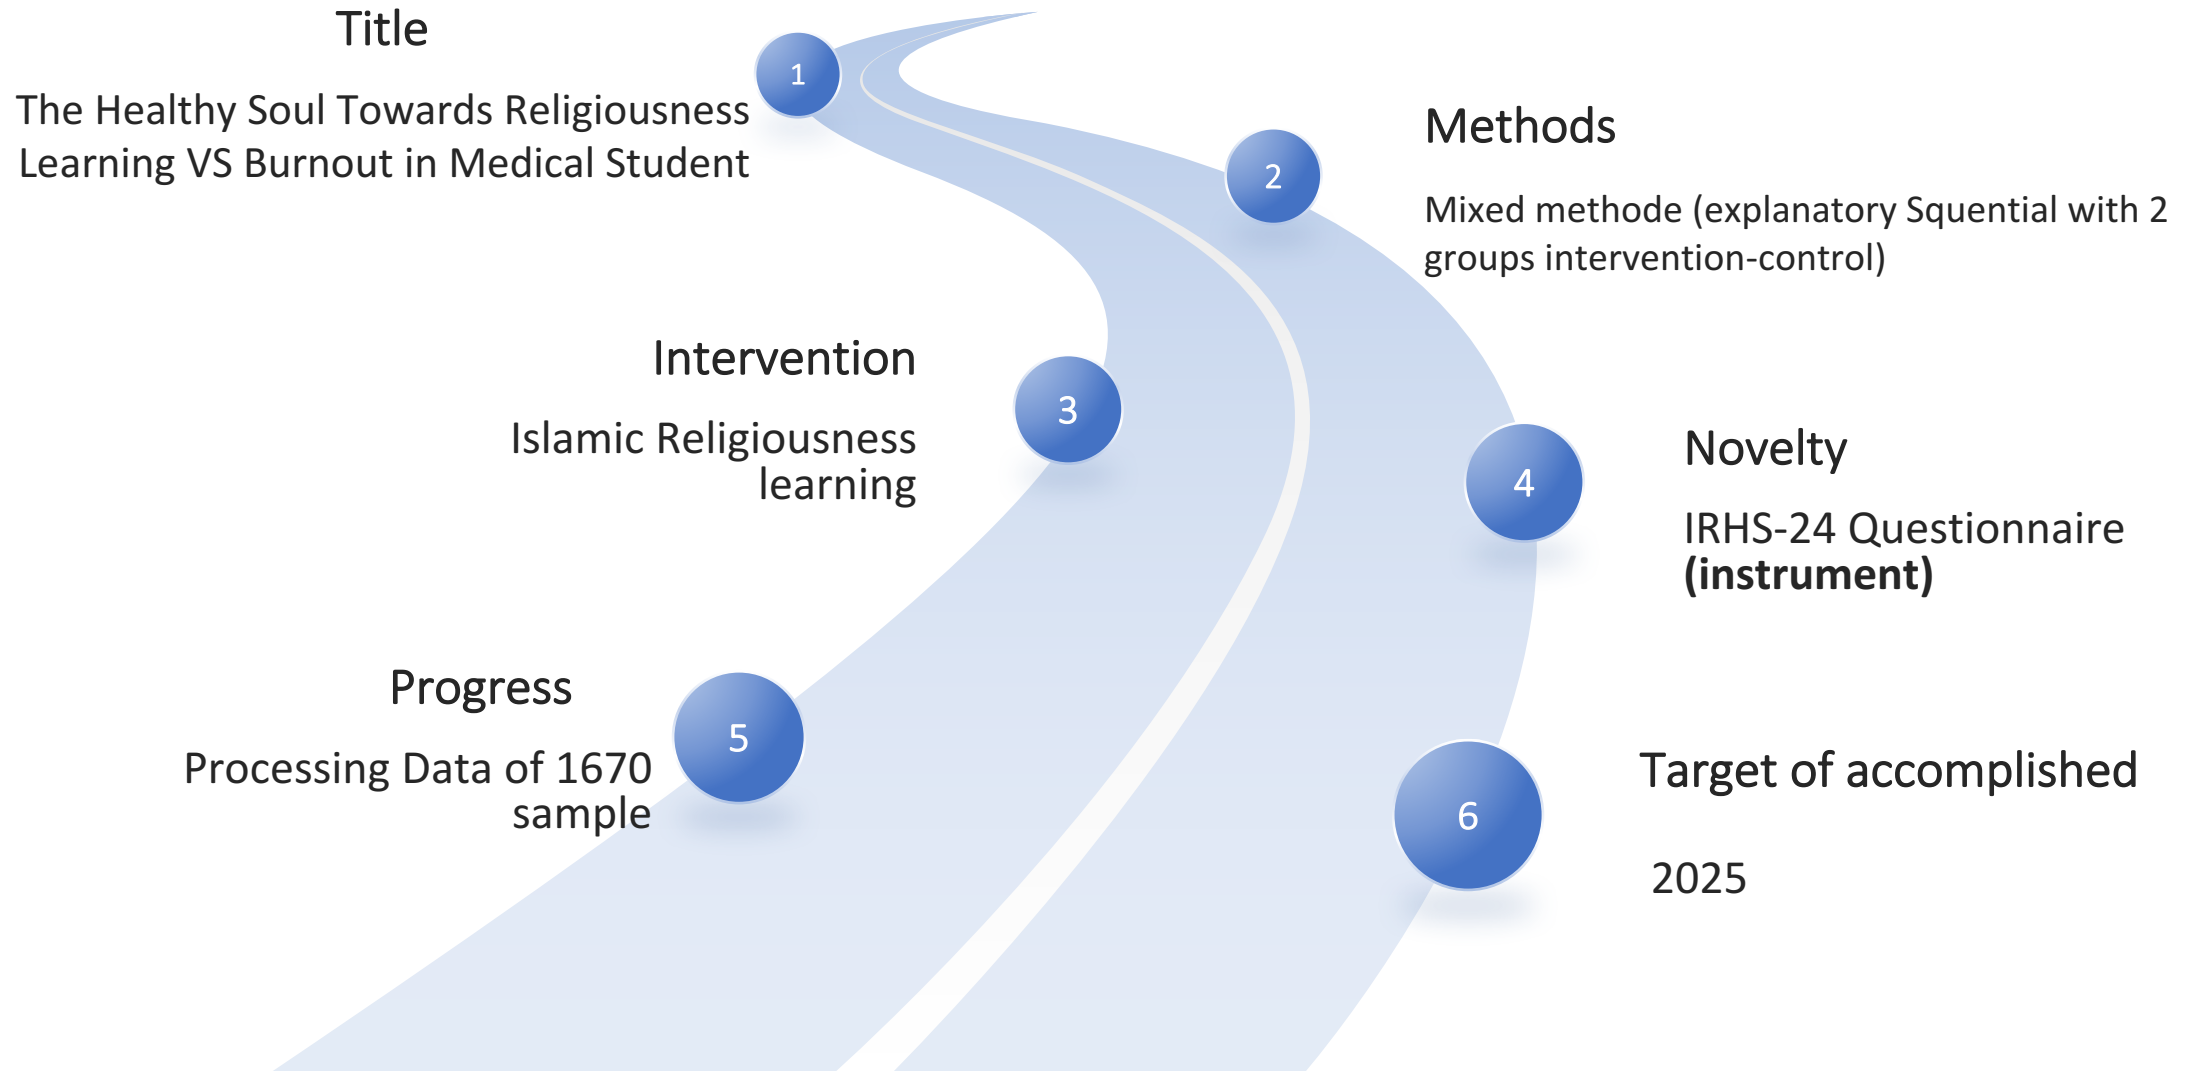 Title
1
The Healthy Soul Towards Religiousness
Learning VS Burnout in Medical Student
Methods
2
Mixed methode (explanatory Squential with 2
groups intervention-control)
Intervention
3
Islamic Religiousness
learning
Novelty
4
IRHS-24 Questionnaire
(instrument)
Progress
5
Processing Data of 1670
sample
Target of accomplished
6
2025